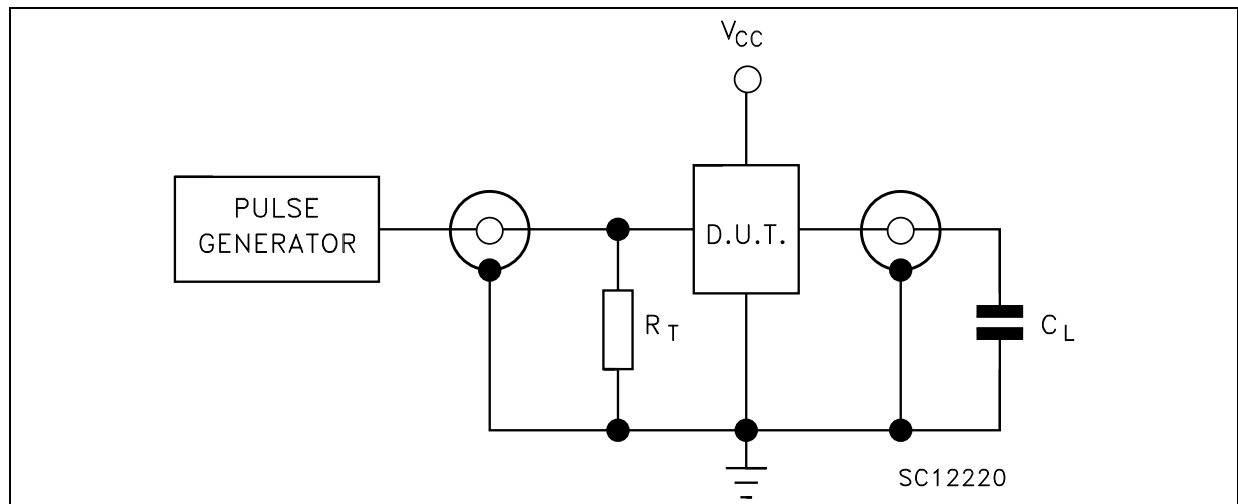 VCC
PULSE
GENERATOR
D.U.T.
RT
CL
SC12220